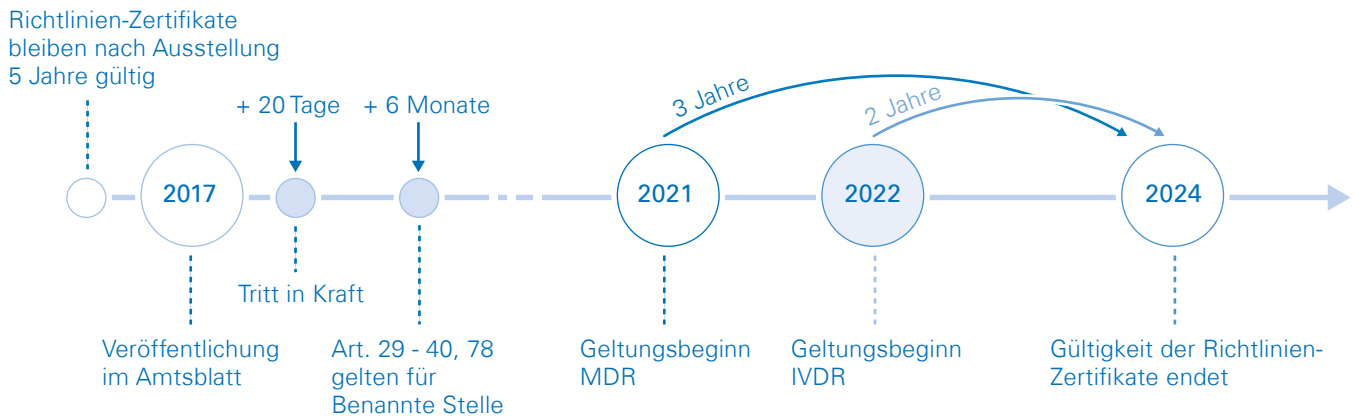 Richtlinien-Zertifikate
bleiben nach Ausstellung
5 Jahre gültig
+ 20 Tage
+ 6 Monate
3 Jahre
2 Jahre
2017
2021
2022
2024
Tritt in Kraft
Veröffentlichung
im Amtsblatt
Art. 29 - 40, 78
gelten für
Benannte Stelle
Geltungsbeginn
MDR
Geltungsbeginn
IVDR
Gültigkeit der Richtlinien-
Zertifikate endet